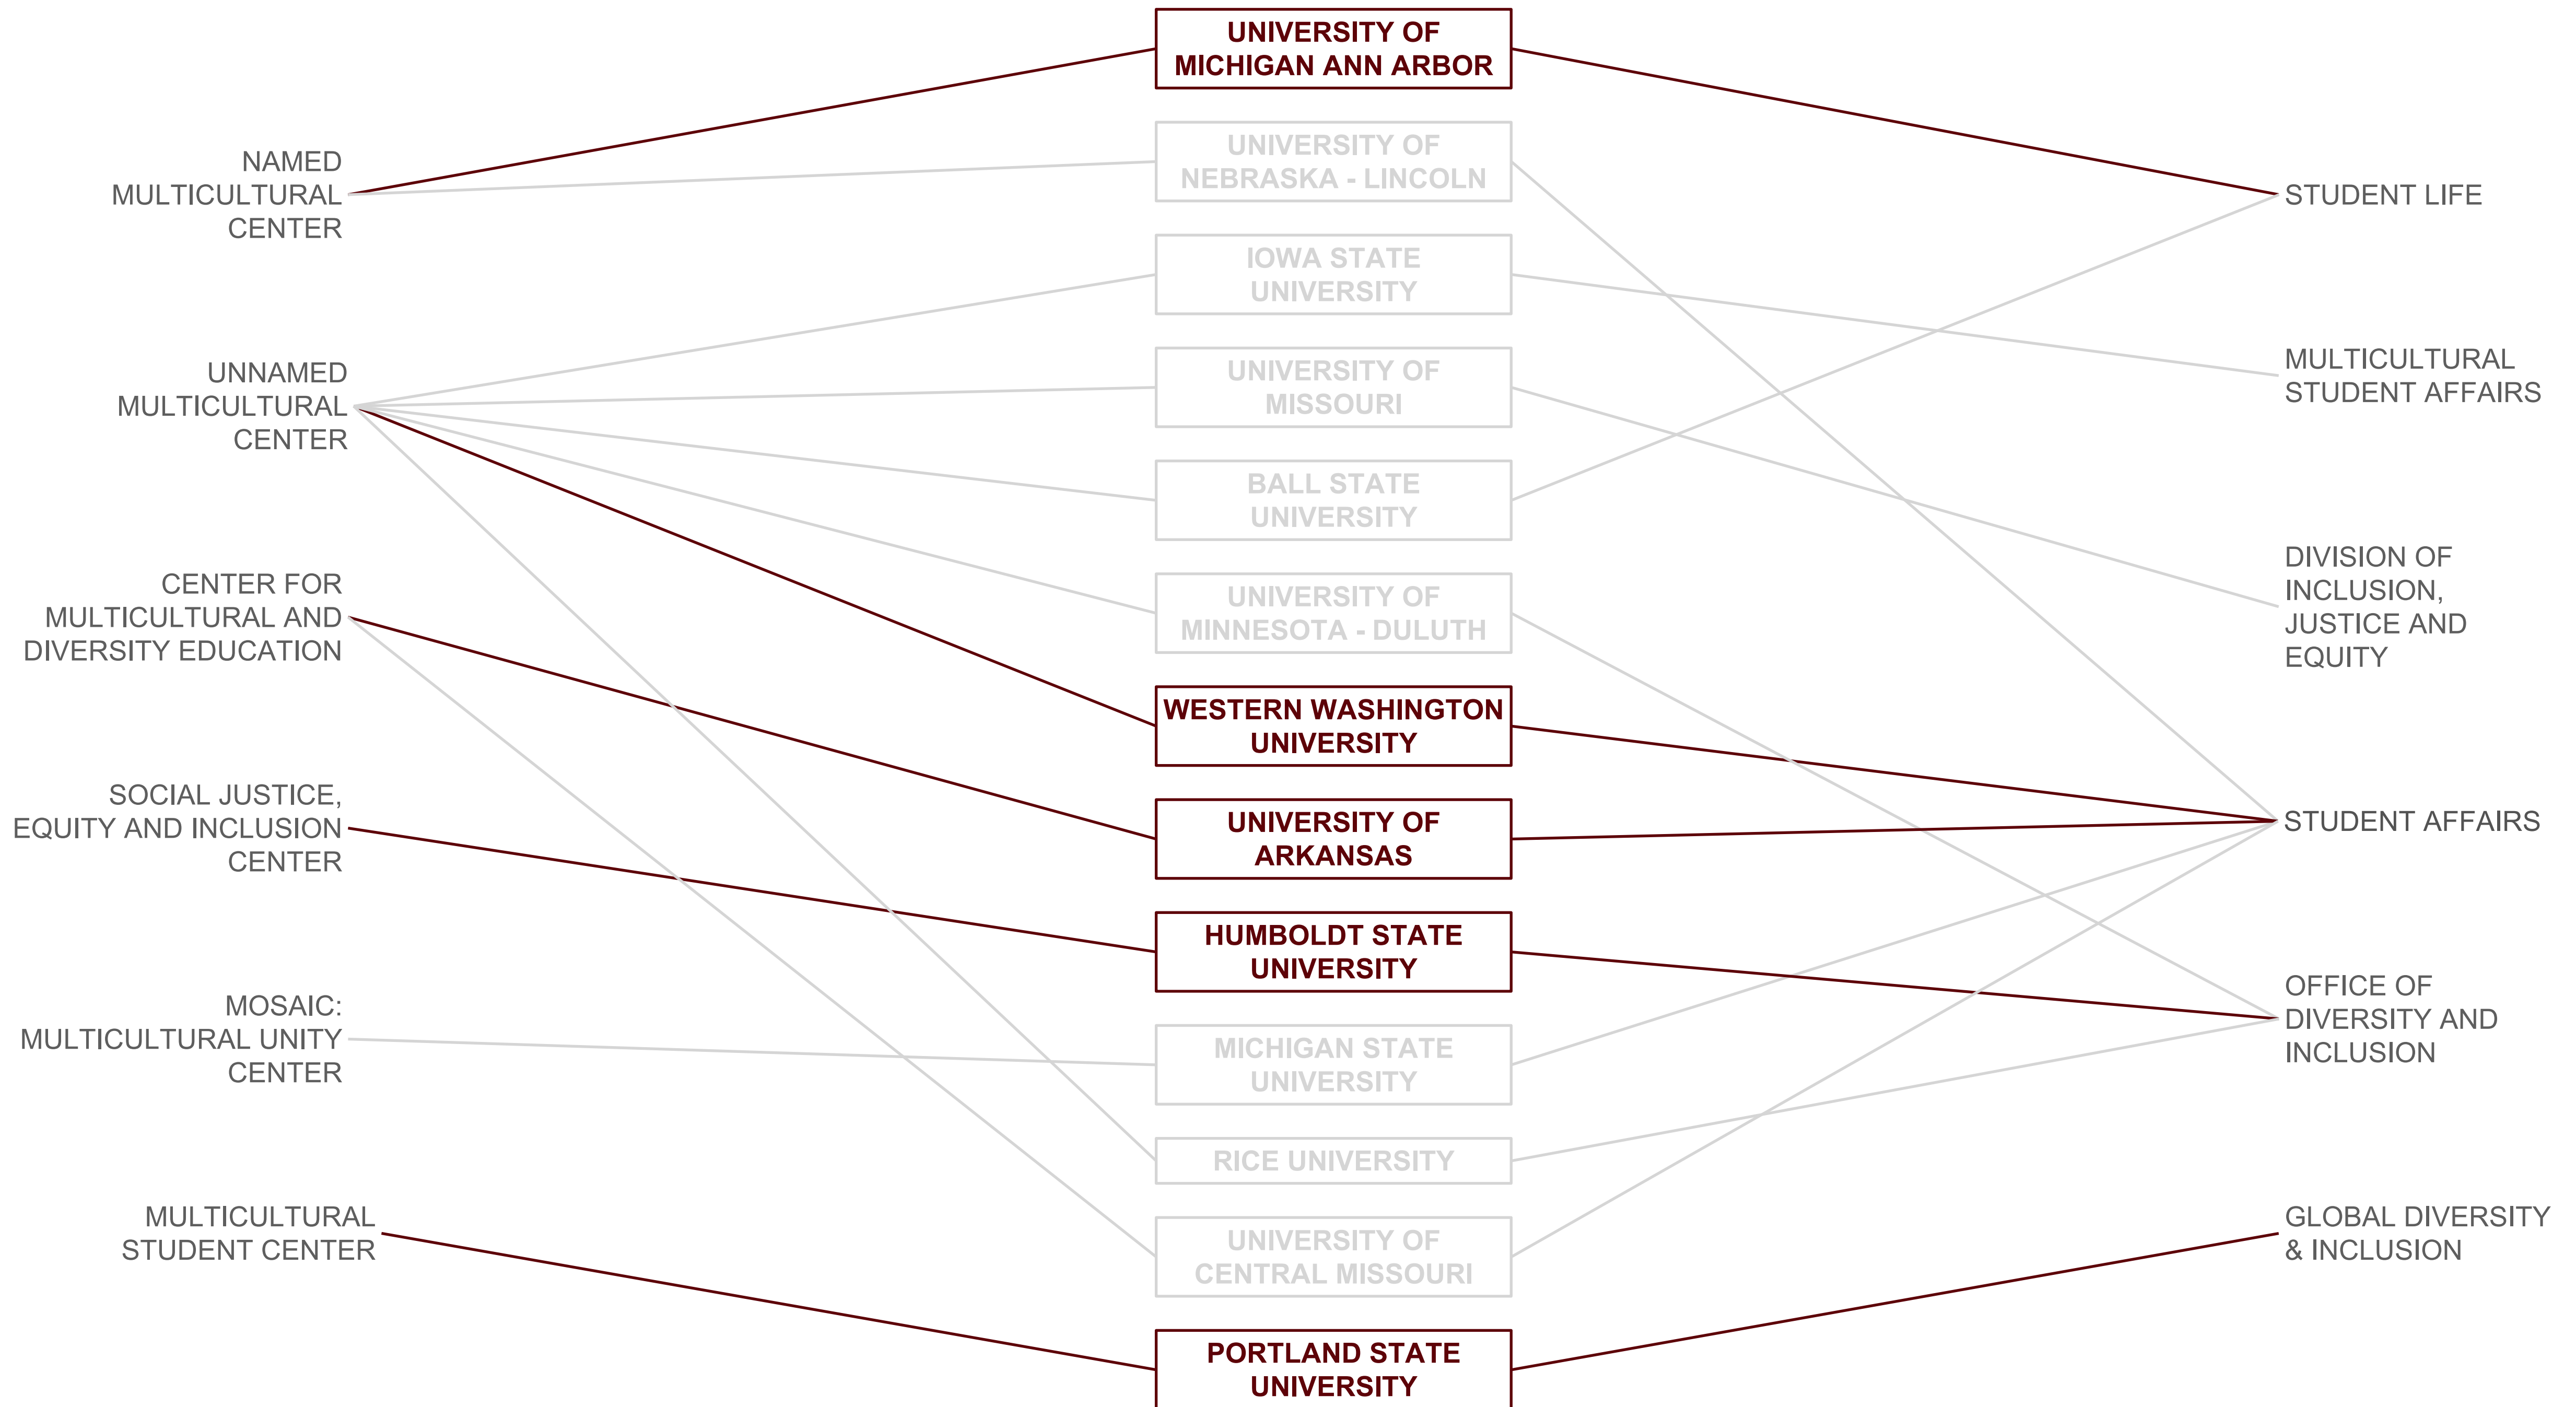 NAMED
MULTICULTURAL
CENTER
UNNAMED
MULTICULTURAL
CENTER
CENTER FOR
MULTICULTURAL AND
DIVERSITY EDUCATION
SOCIAL JUSTICE,
EQUITY AND INCLUSION
CENTER
MOSAIC:
MULTICULTURAL UNITY
CENTER
MULTICULTURAL
STUDENT CENTER
UNIVERSITY OF
MICHIGAN ANN ARBOR
UNIVERSITY OF
NEBRASKA - LINCOLN
IOWA STATE
UNIVERSITY
UNIVERSITY OF
MISSOURI
BALL STATE
UNIVERSITY
UNIVERSITY OF
MINNESOTA - DULUTH
WESTERN WASHINGTON
UNIVERSITY
UNIVERSITY OF
ARKANSAS
HUMBOLDT STATE
UNIVERSITY
MICHIGAN STATE
UNIVERSITY
RICE UNIVERSITY
UNIVERSITY OF
CENTRAL MISSOURI
PORTLAND STATE
UNIVERSITY
STUDENT LIFE
MULTICULTURAL
STUDENT AFFAIRS
DIVISION OF
INCLUSION,
JUSTICE AND
EQUITY
STUDENT AFFAIRS
OFFICE OF
DIVERSITY AND
INCLUSION
GLOBAL DIVERSITY
& INCLUSION